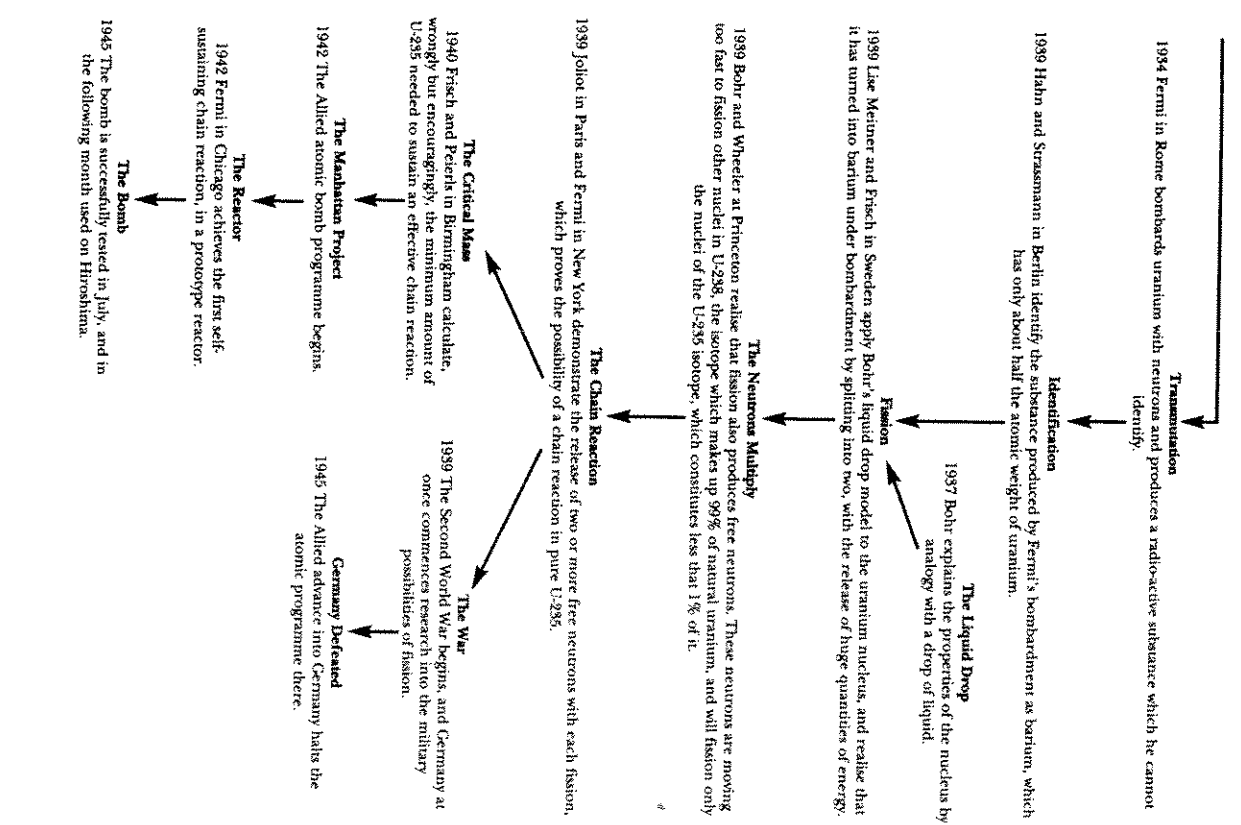 Transmutation
1934 Fermi in Rome bombards uranium with neutrons and produces a radio-active substance which he cannot
identify.
Identification
1939 Hahn and Strassmann in Berlin identify the substance produced by Fermi's bombardment as barium, which
has only about half the atomic weight of uranium.
The Liquid Drop
1937 Bohr explains the properties of the nucleus by
analogy with a drop of liquid.
Fission
1939 Lise Meitner and Frisch in Sweden apply Bohr's liquid drop model to the uranium nucleus, and realise that
it has turned into barium under bombardment by splitting into two, with the release of huge quantities of energy.
The Neutrons Multiply
1939 Bohr and Wheeler at Princeton realise that fission also produces free neutrons. These neutrons are moving
too fast to fission other nuclei in U-238, the isotope which makes up 99% of natural uranium, and will fission only
the nuclei of the U-235 isotope, which constitutes less that 1% of it.
The Chain Reaction
1939 Joliot in Paris and Fermi in New York demonstrate the release of two or more free neutrons with each fission,
which proves the possibility of a chain reaction in pure U-235.
The Critical Mass
1940 Frisch and Peierls in Birmingham calculate,
wrongly but encouragingly, the minimum amount of
U-235 needed to sustain an effective chain reaction.
The Manhattan Project
1942 The Allied atomic bomb programme begins.
The Reactor
1942 Fermi in Chicago achieves the first self-
sustaining chain reaction, in a prototype reactor.
The Bomb
1945 The bomb is successfully tested in July, and in
the following month used on Hiroshima.
The War
1939 The Second World War begins, and Germany at
once commences research into the military
possibilities of fission.
Germany Defeated
1945 The Allied advance into Germany halts the
atomic programme there.